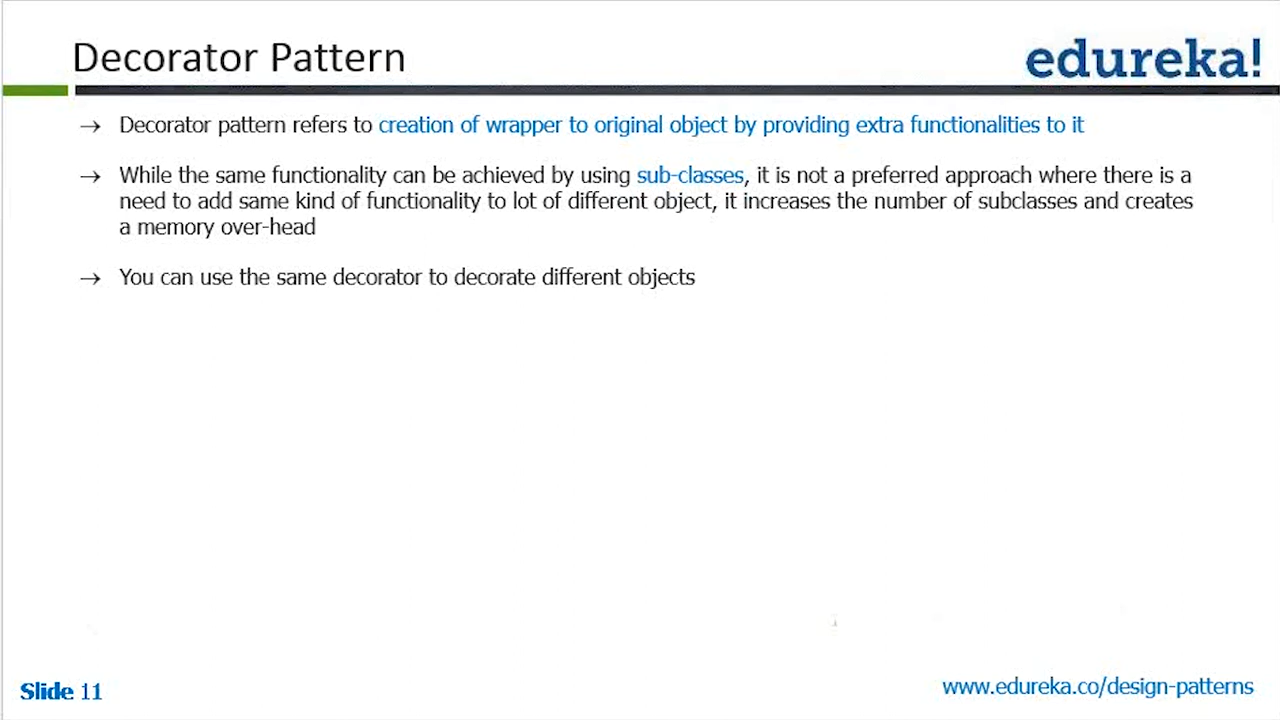 Decorator Pattern
edureka!
→ Decorator pattern refers to creation of wrapper to original object by providing extra functionalities to it
→ While the same functionality can be achieved by using sub-classes, it is not a preferred approach where there is a
need to add same kind of functionality to lot of different object, it increases the number of subclasses and creates
a memory over-head
→ You can use the same decorator to decorate different objects
Slide 11
www.edureka.co/design-patterns